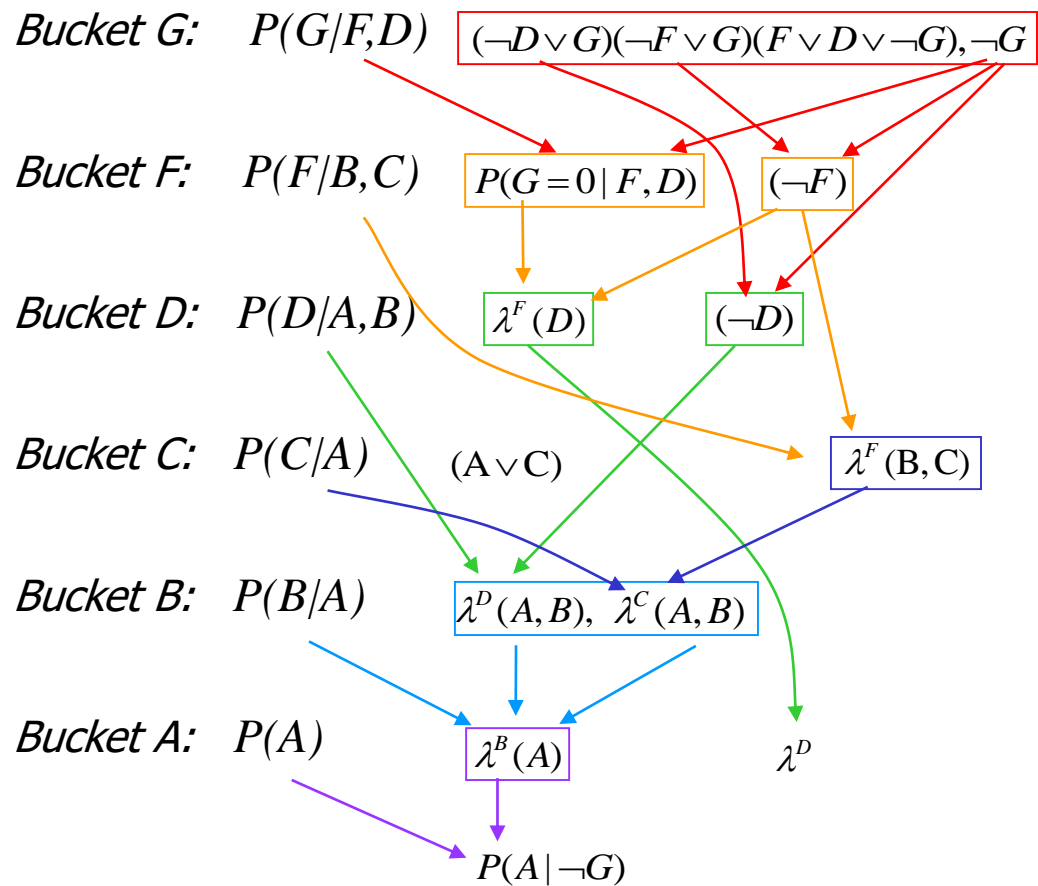 Bucket G: P(G/F,D) (¬D∨G)(¬F∨G)(F∨D∨¬G),¬G
Bucket F: P(F/B,C) P(G=0|F,D) (¬F)
Bucket D: P(D/A,B) λ^F(D) (¬D)
Bucket C: P(C/A) (A∨C) λ^F(B,C)
Bucket B: P(B/A) λ^D(A,B), λ^C(A,B)
Bucket A: P(A) λ^B(A) λ^D
P(A|¬G)